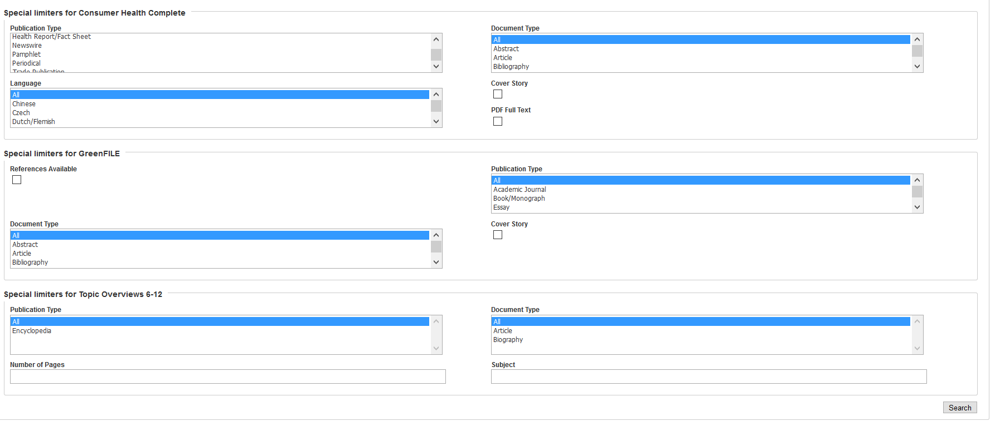 Special limiters for Consumer Health Complete
Publication Type
Health Report/Fact Sheet
Newswire
Pamphlet
Periodical
Trade Publication
Document Type
All
Abstract
Article
Bibliography
Language
All
Chinese
Czech
Dutch/Flemish
Cover Story
PDF Full Text
Special limiters for GreenFILE
References Available
Publication Type
All
Academic Journal
Book/Monograph
Essay
Document Type
All
Abstract
Article
Bibliography
Cover Story
Special limiters for Topic Overviews 6-12
Publication Type
All
Encyclopedia
Document Type
All
Article
Biography
Number of Pages
Subject
Search